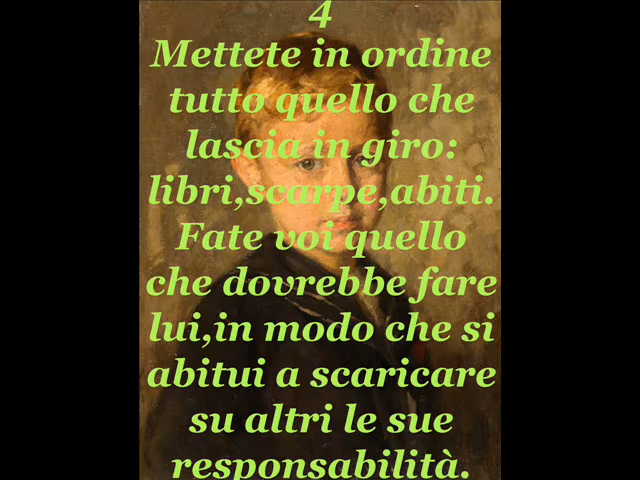 4
Mettete in ordine
tutto quello che
lascia in giro:
libri,scarpe,abiti.
Fate voi quello
che dovrebbe fare
lui,in modo che si
abitui a scaricare
su altri le sue
responsabilità.